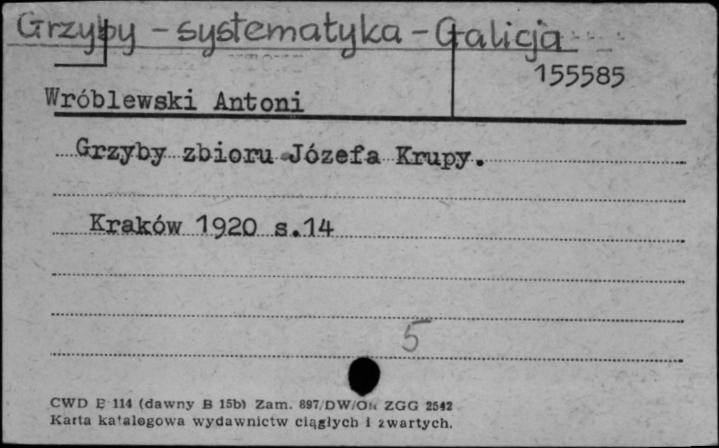 Grzyby - systematyka - Galicja
155585
Wróblewski Antoni
Grzyby zbioru Józefa Krupy.
Kraków 1920 s.14
5
CWD B 114 (dawny B 15b) Zam. 897/DW/Oł ZGG 2542
Karta katalogowa wydawnictw ciągłych i zwartych.